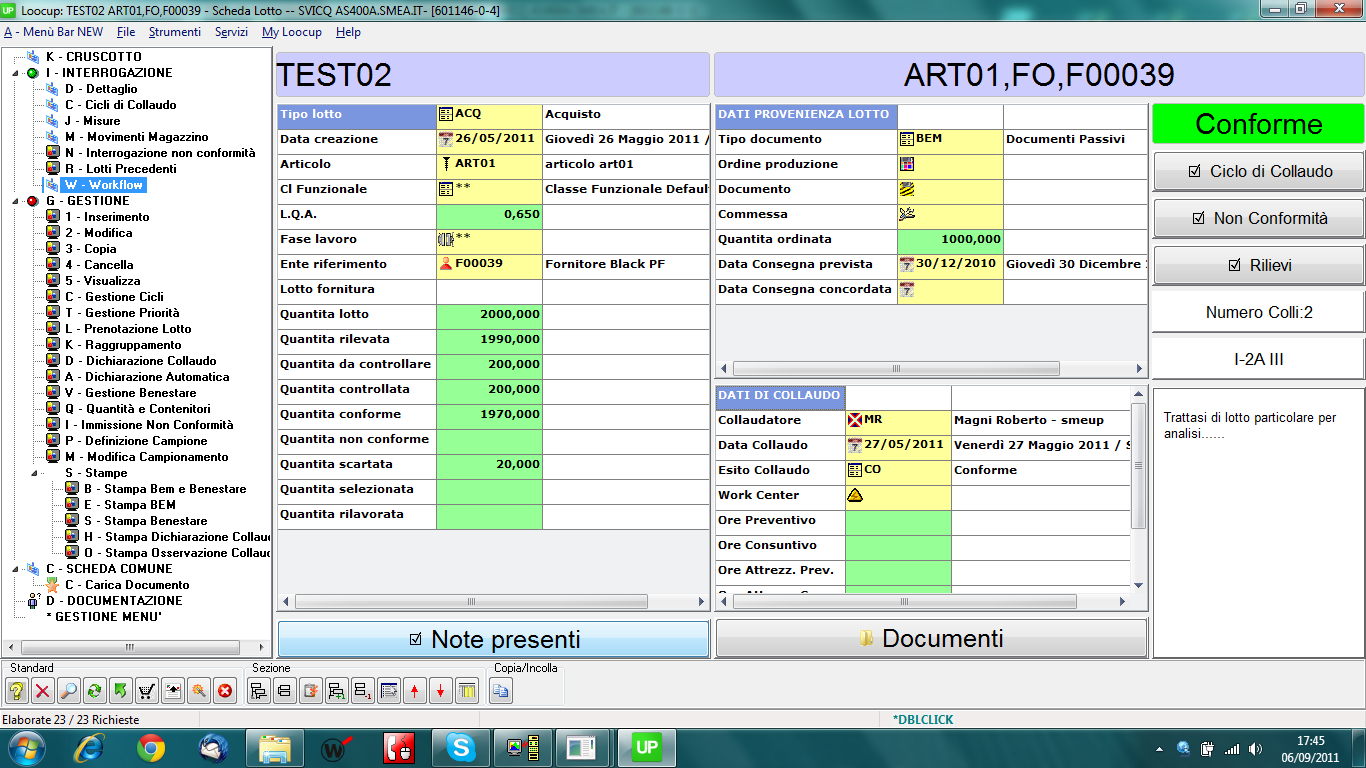 UP Loocup: TEST02 ART01,FO,F00039 - Scheda Lotto -- SVICQ AS400A.SMEA.IT- [601146-0-4]
A - Menù Bar NEW File Strumenti Servizi My Loocup Help
K - CRUSCOTTO
I - INTERROGAZIONE
D - Dettaglio
C - Cicli di Collaudo
J - Misure
M - Movimenti Magazzino
N - Interrogazione non conformità
R - Lotti Precedenti
W - Workflow
G - GESTIONE
1 - Inserimento
2 - Modifica
3 - Copia
4 - Cancella
5 - Visualizza
C - Gestione Cicli
T - Gestione Priorità
L - Prenotazione Lotto
K - Raggruppamento
D - Dichiarazione Collaudo
A - Dichiarazione Automatica
V - Gestione Benestare
Q - Quantità e Contenitori
I - Immissione Non Conformità
P - Definizione Campione
M - Modifica Campionamento
S - Stampe
B - Stampa Bem e Benestare
E - Stampa BEM
S - Stampa Benestare
H - Stampa Dichiarazione Collau
O - Stampa Osservazione Collau
C - SCHEDA COMUNE
C - Carica Documento
D - DOCUMENTAZIONE
* GESTIONE MENU'
TEST02
Tipo lotto ACQ Acquisto
Data creazione 26/05/2011 Giovedì 26 Maggio 2011 /
Articolo ART01 articolo art01
Cl Funzionale ** Classe Funzionale Defaul
L.Q.A. 0,650
Fase lavoro **
Ente riferimento F00039 Fornitore Black PF
Lotto fornitura
Quantita lotto 2000,000
Quantita rilevata 1990,000
Quantita da controllare 200,000
Quantita controllata 200,000
Quantita conforme 1970,000
Quantita non conforme
Quantita scartata 20,000
Quantita selezionata
Quantita rilavorata
Note presenti
ART01,FO,F00039
DATI PROVENIENZA LOTTO
Tipo documento BEM Documenti Passivi
Ordine produzione
Documento
Commessa
Quantita ordinata 1000,000
Data Consegna prevista 30/12/2010 Giovedì 30 Dicembre
Data Consegna concordata
DATI DI COLLAUDO
Collaudatore MR Magni Roberto - smeup
Data Collaudo 27/05/2011 Venerdì 27 Maggio 2011 / S
Esito Collaudo CO Conforme
Work Center
Ore Preventivo
Ore Consuntivo
Ore Attrezz. Prev.
Documenti
Conforme
Ciclo di Collaudo
Non Conformità
Rilievi
Numero Colli:2
I-2A III
Trattasi di lotto particolare per
analisi......
Standard Sezione Copia/Incolla
Elaborate 23 / 23 Richieste *DBLCLICK
UP 17:45
06/09/2011